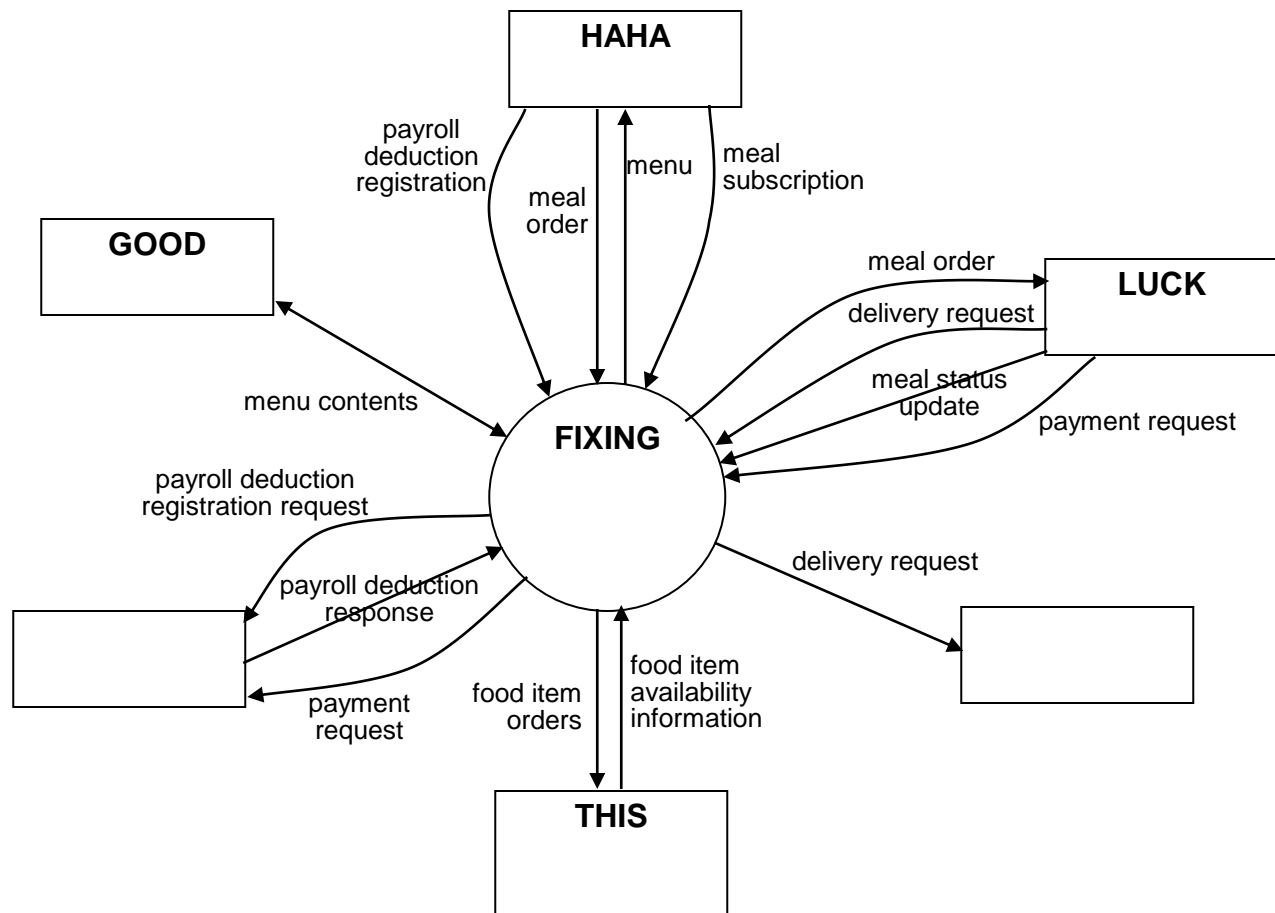 HAHA
payroll
deduction
registration
meal
order
menu
meal
subscription
GOOD
menu contents
meal order
LUCK
delivery request
meal status
update
payment request
FIXING
payroll deduction
registration request
payroll deduction
response
payment
request
delivery request
food item
orders
food item
availability
information
THIS